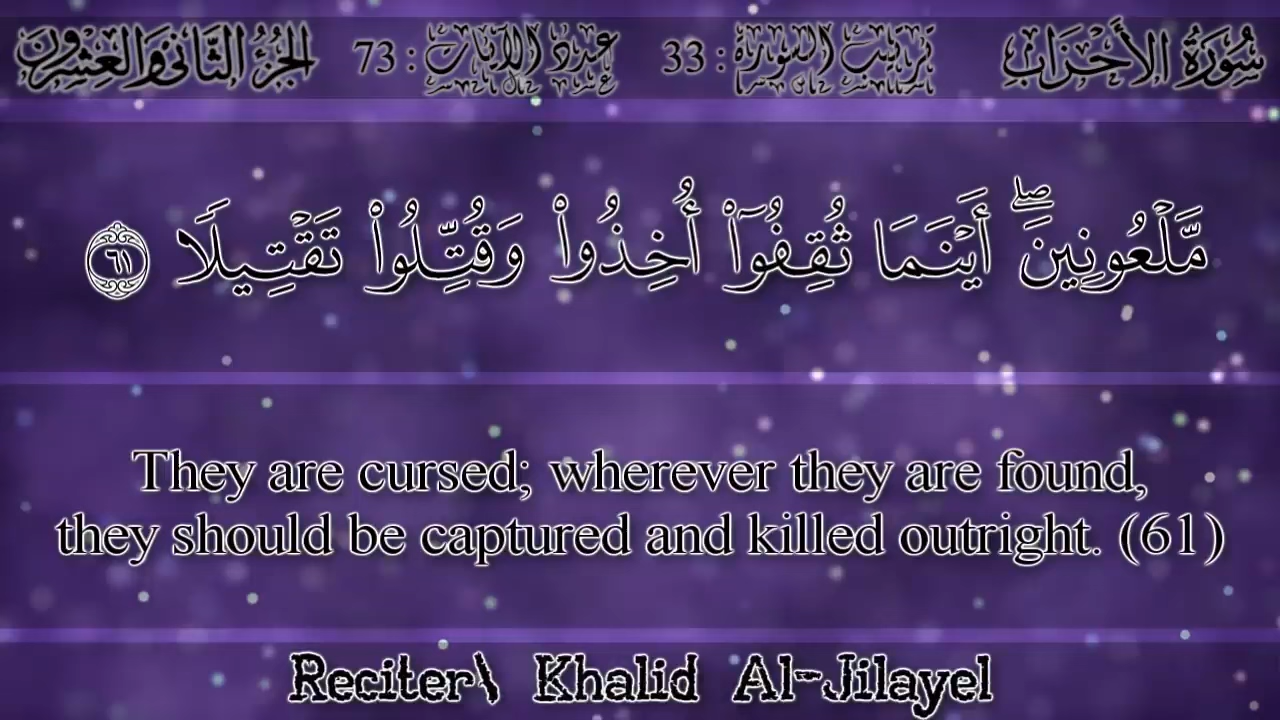 سُورَةُ الأَحْزَابِ ترتيب السورة : 33 عدد الآيات : 73 الجزء الثاني والعشرون
مَّلْعُونِينَ ۖ أَيْنَمَا ثُقِفُوٓا۟ أُخِذُوا۟ وَقُتِّلُوا۟ تَقْتِيلًا ٦١
They are cursed; wherever they are found,
they should be captured and killed outright. (61)
Reciter\ Khalid Al-Jilayel